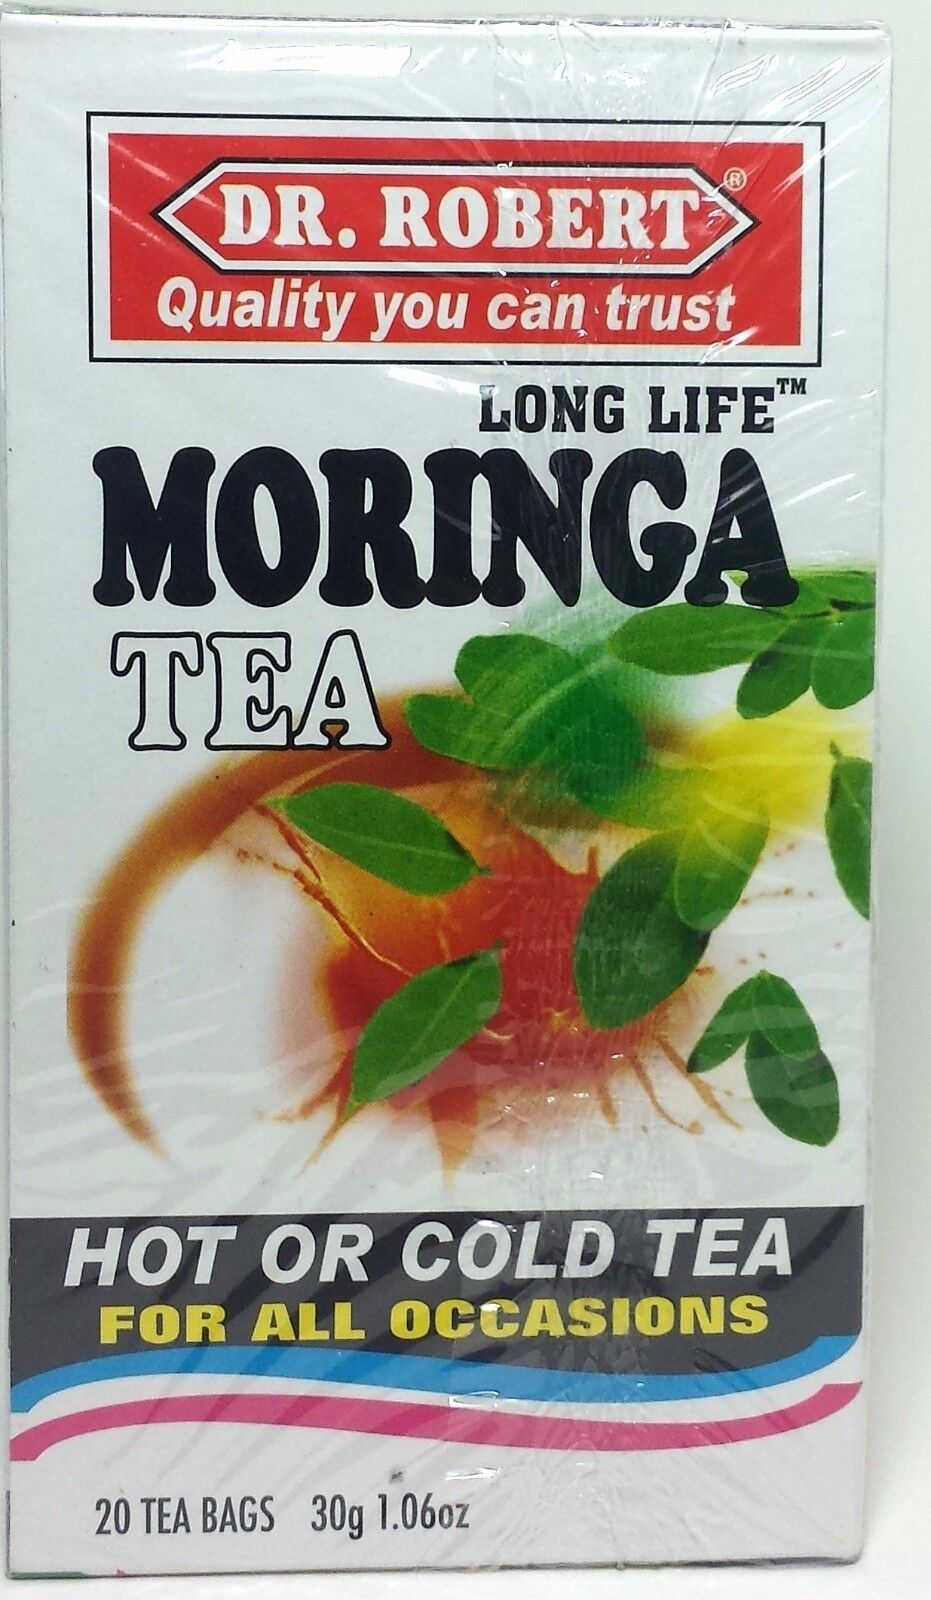 DR. ROBERT®
Quality you can trust
LONG LIFE™
MORINGA
TEA
HOT OR COLD TEA
FOR ALL OCCASIONS
20 TEA BAGS 30g 1.06oz